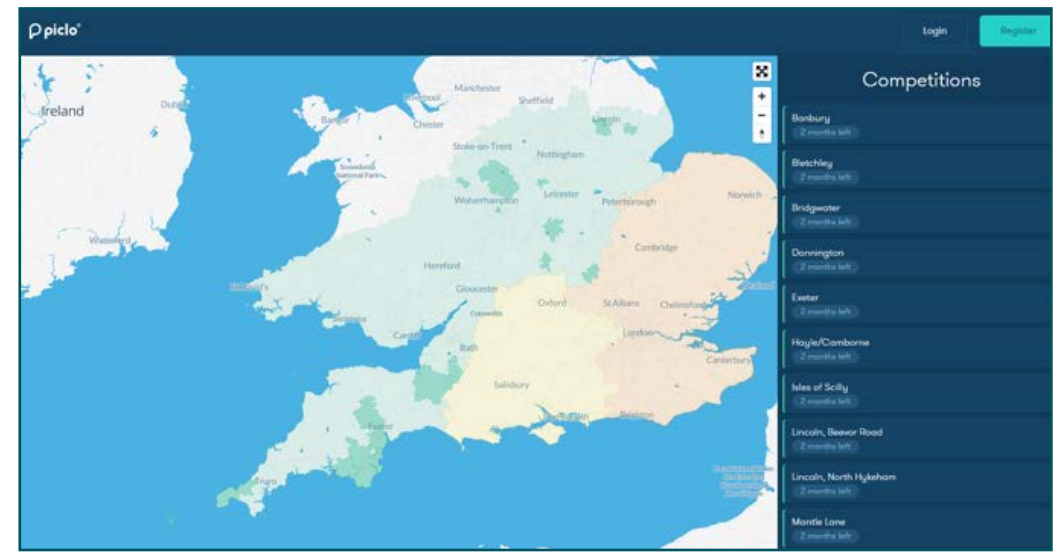 piclo®
Login
Register
Competitions
Banbury
2 months left
Bletchley
2 months left
Bridgwater
2 months left
Donnington
2 months left
Exeter
2 months left
Hayle/Camborne
2 months left
Isles of Scilly
2 months left
Lincoln, Beevor Road
2 months left
Lincoln, North Hykeham
2 months left
Mantle Lane
2 months left
Manchester
Liverpool
Sheffield
Ireland
Dublin
Bangor
Chester
Lincoln
Stoke-on-Trent
Nottingham
Snowdonia
National Park
Wolverhampton
Leicester
Peterborough
Norwich
Waterford
Cambridge
Hereford
St David's
Gloucester
Oxford
St Albans
Chelmsford
Cotswolds
Swansea
Cardiff
London
Bath
Canterbury
Salisbury
Brighton
Exeter
Truro